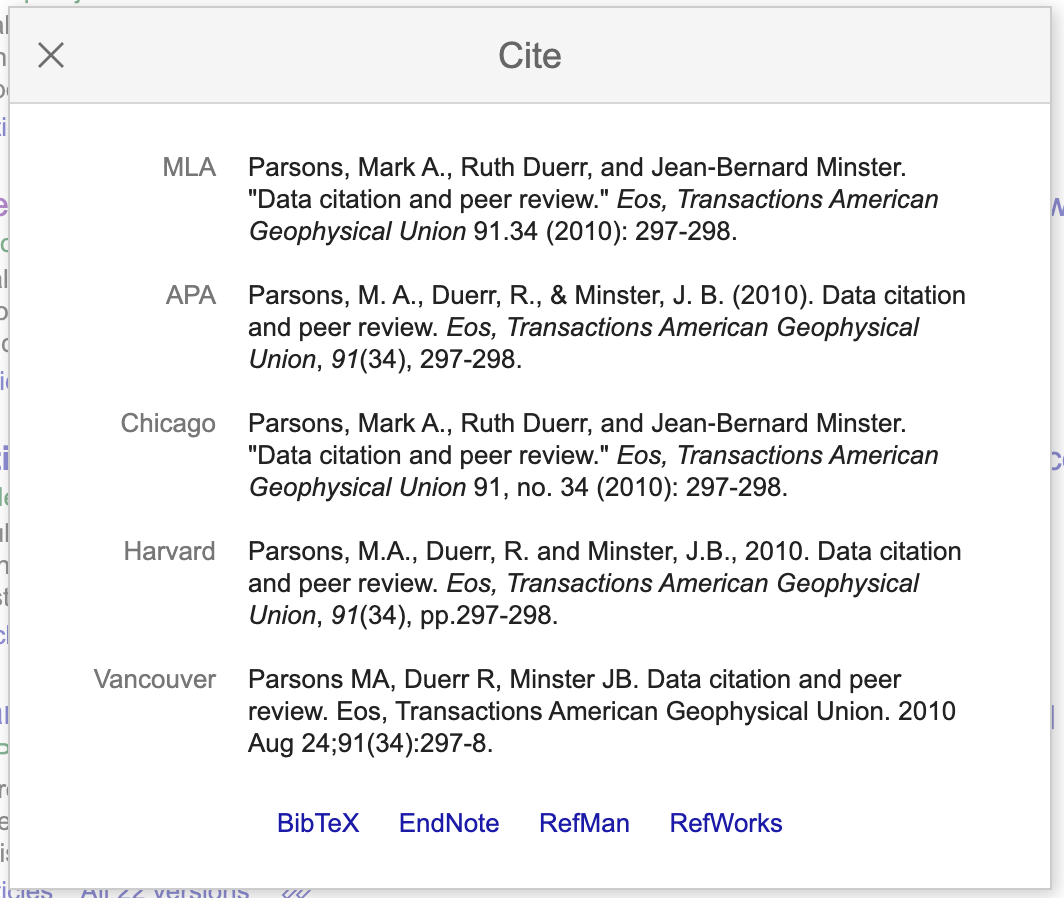 Cite
MLA Parsons, Mark A., Ruth Duerr, and Jean-Bernard Minster.
"Data citation and peer review." Eos, Transactions American
Geophysical Union 91.34 (2010): 297-298.
APA Parsons, M. A., Duerr, R., & Minster, J. B. (2010). Data citation
and peer review. Eos, Transactions American Geophysical
Union, 91(34), 297-298.
Chicago Parsons, Mark A., Ruth Duerr, and Jean-Bernard Minster.
"Data citation and peer review." Eos, Transactions American
Geophysical Union 91, no. 34 (2010): 297-298.
Harvard Parsons, M.A., Duerr, R. and Minster, J.B., 2010. Data citation
and peer review. Eos, Transactions American Geophysical
Union, 91(34), pp.297-298.
Vancouver Parsons MA, Duerr R, Minster JB. Data citation and peer
review. Eos, Transactions American Geophysical Union. 2010
Aug 24;91(34):297-8.
BibTeX EndNote RefMan RefWorks
All 22 versions